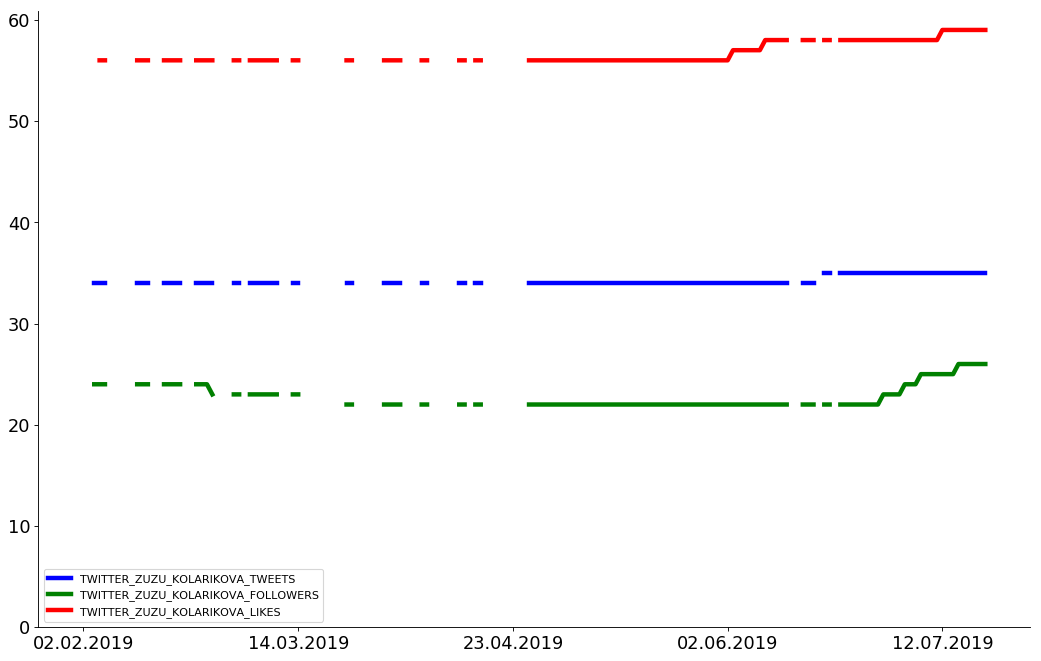 60
50
40
30
20
10
0
TWITTER_ZUZU_KOLARIKOVA_TWEETS
TWITTER_ZUZU_KOLARIKOVA_FOLLOWERS
TWITTER_ZUZU_KOLARIKOVA_LIKES
02.02.2019 14.03.2019 23.04.2019 02.06.2019 12.07.2019